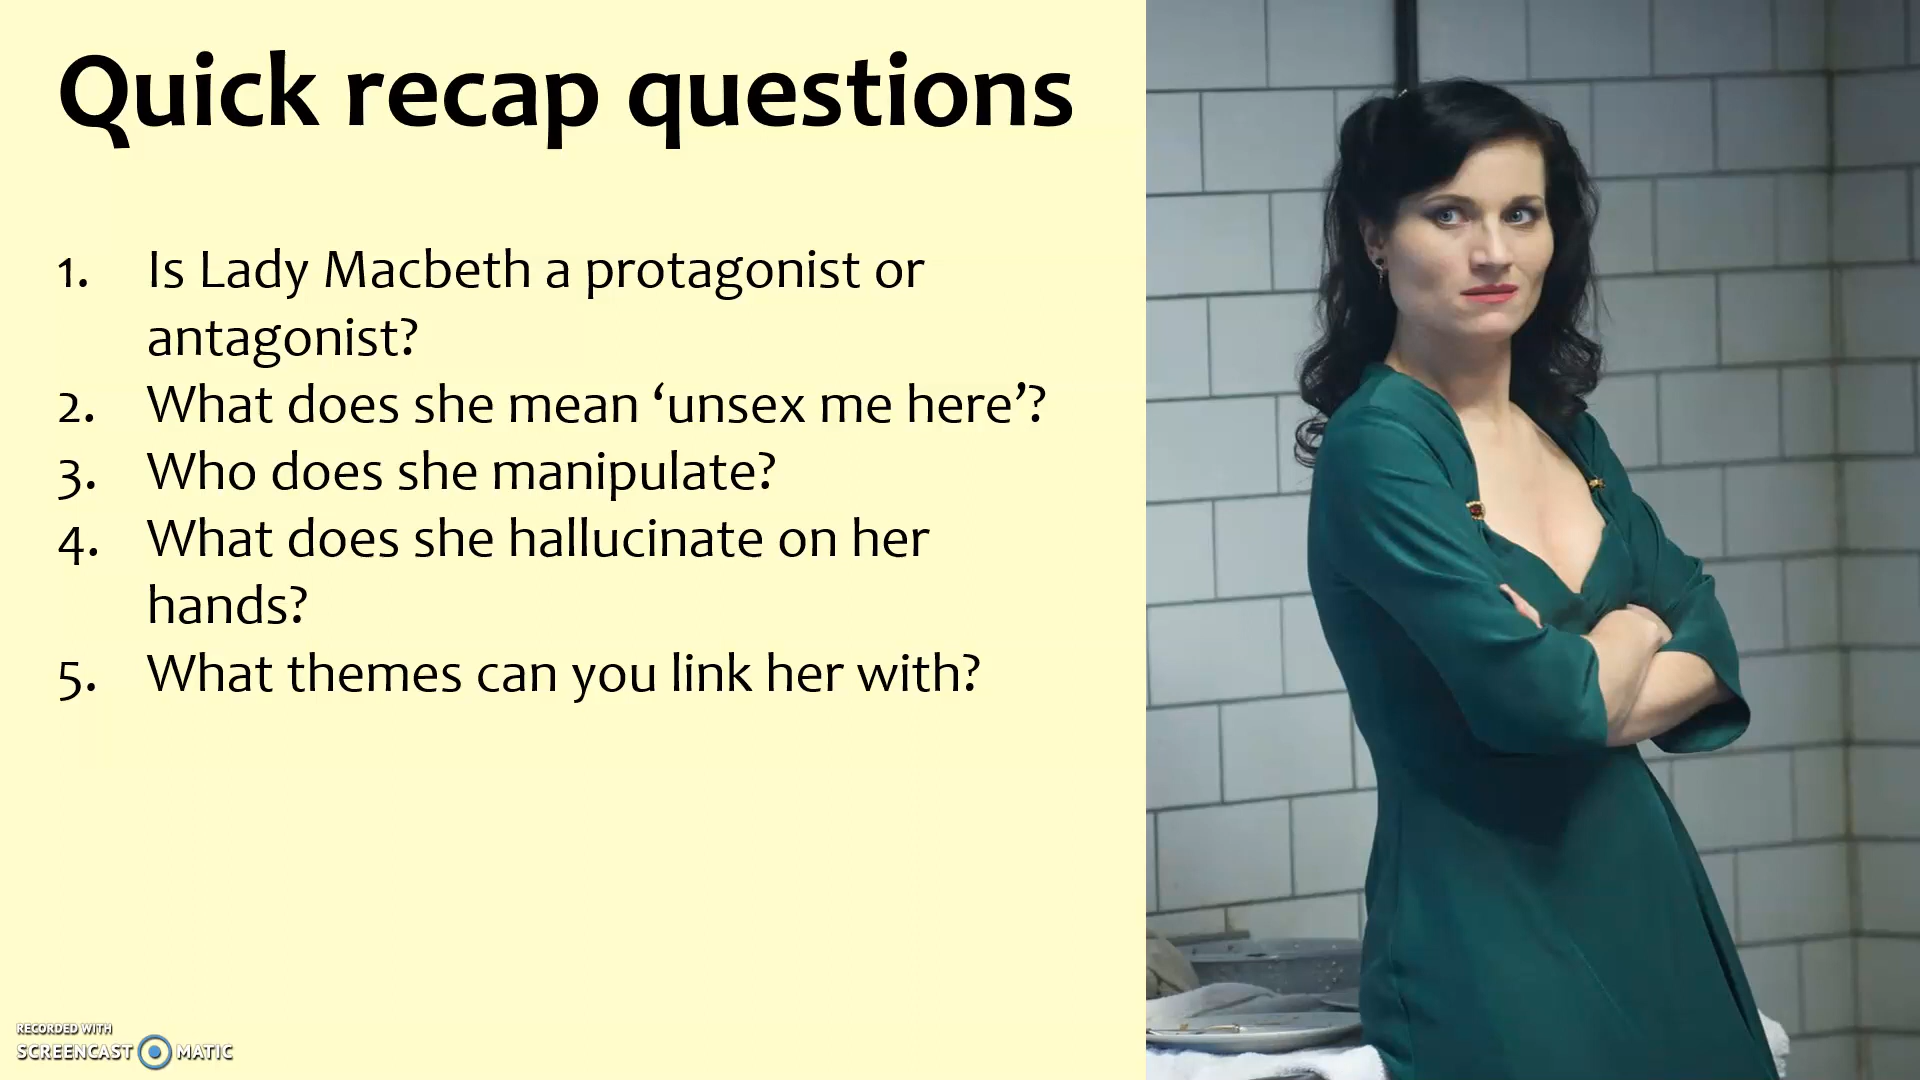 Quick recap questions
1. Is Lady Macbeth a protagonist or
antagonist?
2. What does she mean ‘unsex me here’?
3. Who does she manipulate?
4. What does she hallucinate on her
hands?
5. What themes can you link her with?
RECORDED WITH
SCREENCAST MATIC